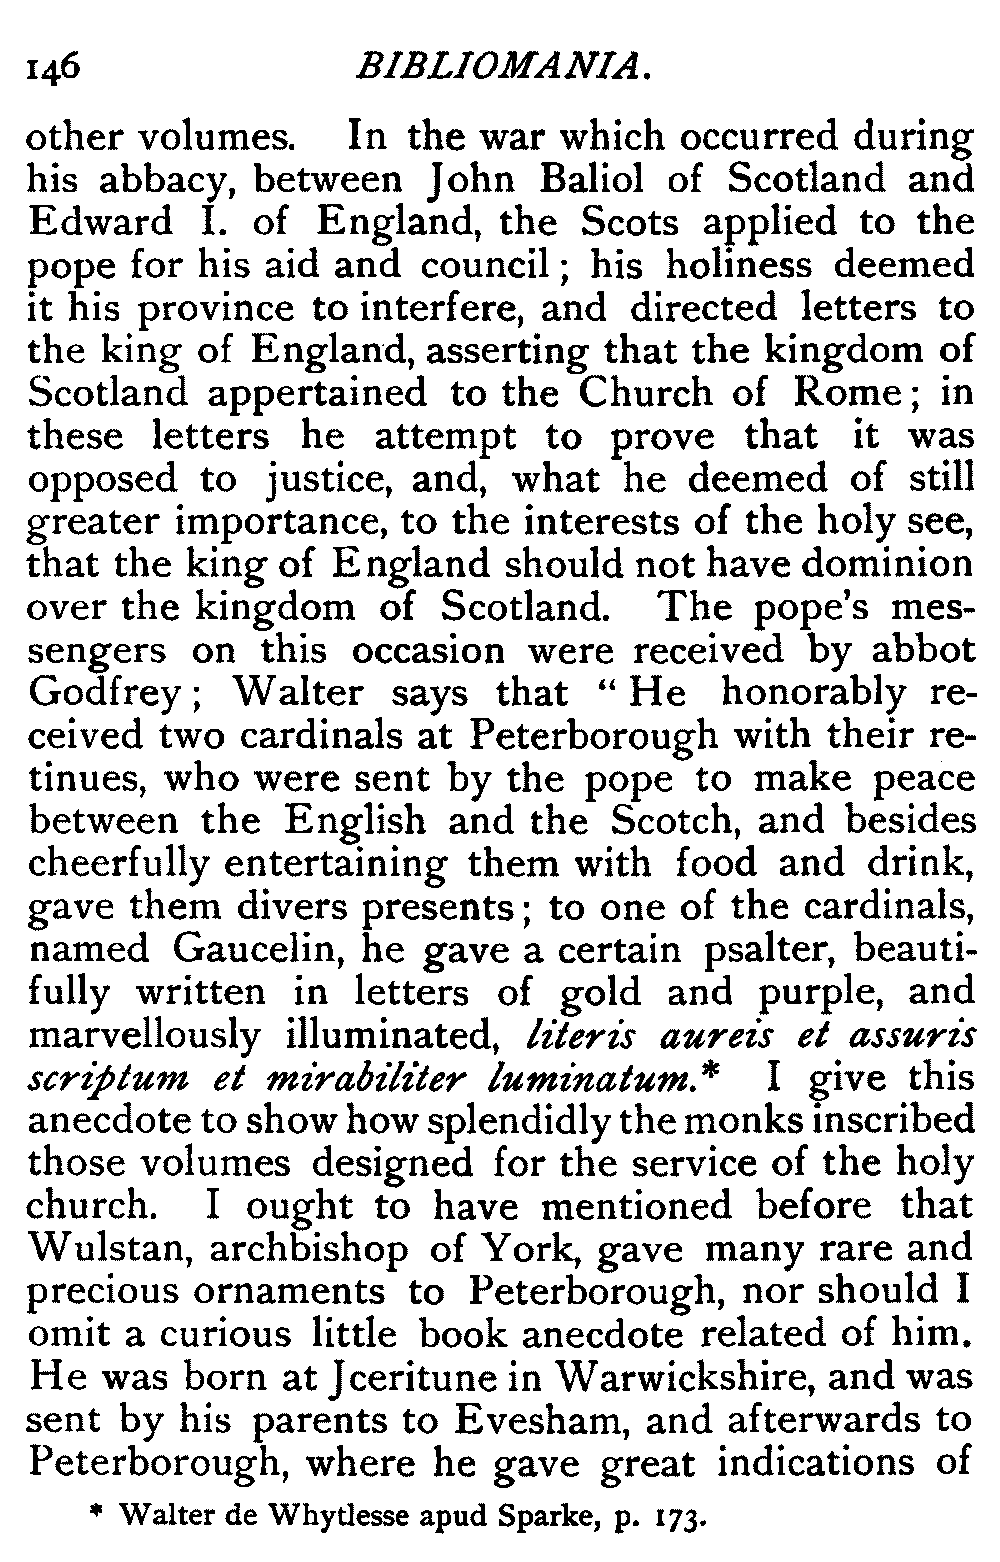 146 BIBLIOMANIA.
other volumes. In the war which occurred during
his abbacy, between John Baliol of Scotland and
Edward I. of England, the Scots applied to the
pope for his aid and council; his holiness deemed
it his province to interfere, and directed letters to
the king of England, asserting that the kingdom of
Scotland appertained to the Church of Rome; in
these letters he attempt to prove that it was
opposed to justice, and, what he deemed of still
greater importance, to the interests of the holy see,
that the king of England should not have dominion
over the kingdom of Scotland. The pope's mes-
sengers on this occasion were received by abbot
Godfrey; Walter says that "He honorably re-
ceived two cardinals at Peterborough with their re-
tinues, who were sent by the pope to make peace
between the English and the Scotch, and besides
cheerfully entertaining them with food and drink,
gave them divers presents; to one of the cardinals,
named Gaucelin, he gave a certain psalter, beauti-
fully written in letters of gold and purple, and
marvellously illuminated, literis aureis et assuris
scriptum et mirabiliter luminatum.* I give this
anecdote to show how splendidly the monks inscribed
those volumes designed for the service of the holy
church. I ought to have mentioned before that
Wulstan, archbishop of York, gave many rare and
precious ornaments to Peterborough, nor should I
omit a curious little book anecdote related of him.
He was born at Jceritune in Warwickshire, and was
sent by his parents to Evesham, and afterwards to
Peterborough, where he gave great indications of
* Walter de Whytlesse apud Sparke, p. 173.